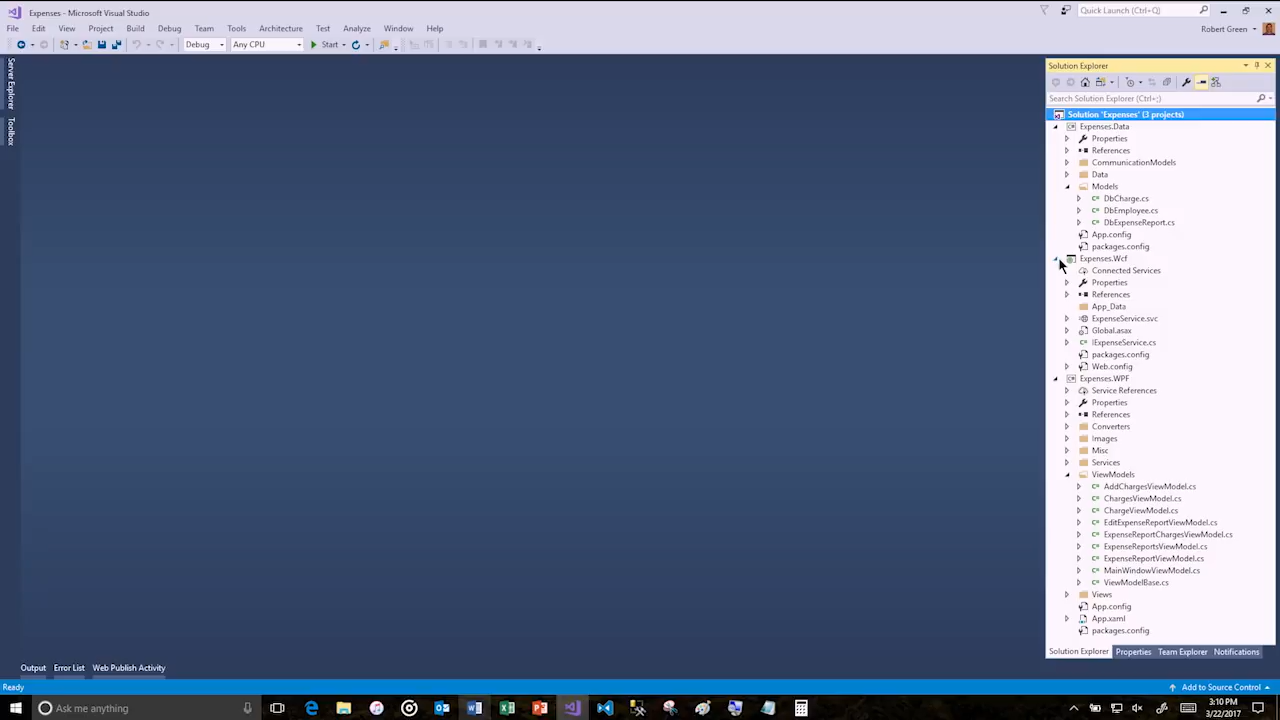 Expenses - Microsoft Visual Studio
Quick Launch (Ctrl+Q)
File Edit View Project Build Debug Team Tools Architecture Test Analyze Window Help
Robert Green
Debug Any CPU Start
Server Explorer
Toolbox
Solution Explorer
Search Solution Explorer (Ctrl+;)
Solution 'Expenses' (3 projects)
Expenses.Data
Properties
References
CommunicationModels
Data
Models
DbCharge.cs
DbEmployee.cs
DbExpenseReport.cs
App.config
packages.config
Expenses.Wcf
Connected Services
Properties
References
App_Data
ExpenseService.svc
Global.asax
IExpenseService.cs
packages.config
Web.config
Expenses.WPF
Service References
Properties
References
Converters
Images
Misc
Services
ViewModels
AddChargesViewModel.cs
ChargesViewModel.cs
ChargeViewModel.cs
EditExpenseReportViewModel.cs
ExpenseReportChargesViewModel.cs
ExpenseReportsViewModel.cs
ExpenseReportViewModel.cs
MainWindowViewModel.cs
ViewModelBase.cs
Views
App.config
App.xaml
packages.config
Solution Explorer Properties Team Explorer Notifications
Output Error List Web Publish Activity
Ready
Add to Source Control
Ask me anything
3:10 PM
3/22/2017